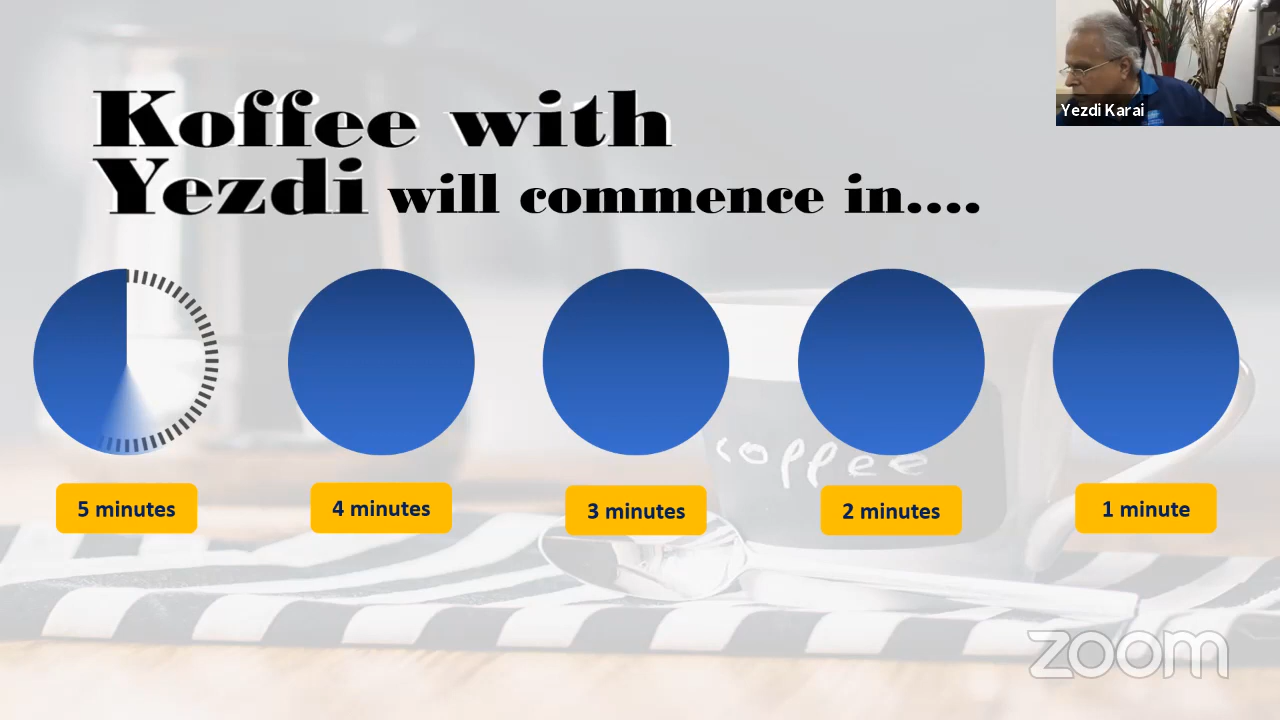 Koffee with
Yezdi will commence in....
Yezdi Karai
coffee
5 minutes
4 minutes
3 minutes
2 minutes
1 minute
zoom